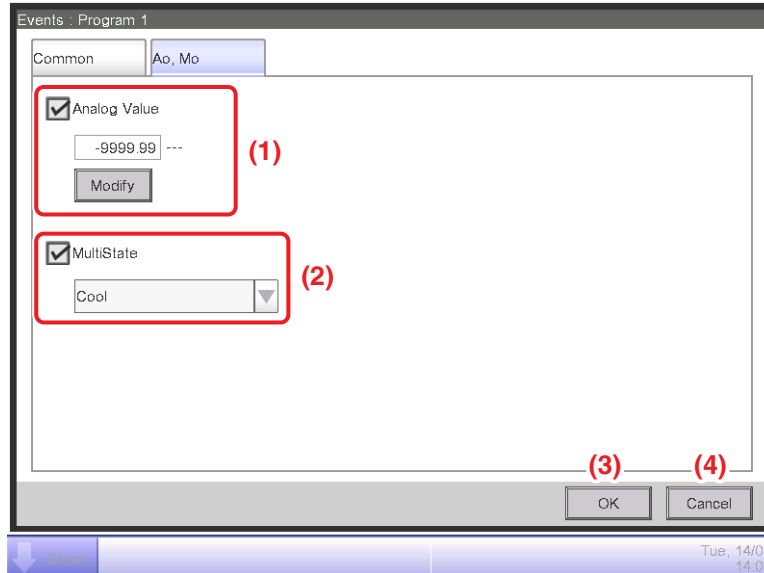 Events : Program 1
Common
Ao, Mo
Analog Value
-9999.99 ---
(1)
Modify
MultiState
(2)
Cool
(3)
(4)
OK
Cancel
Tue, 14/0
14:0